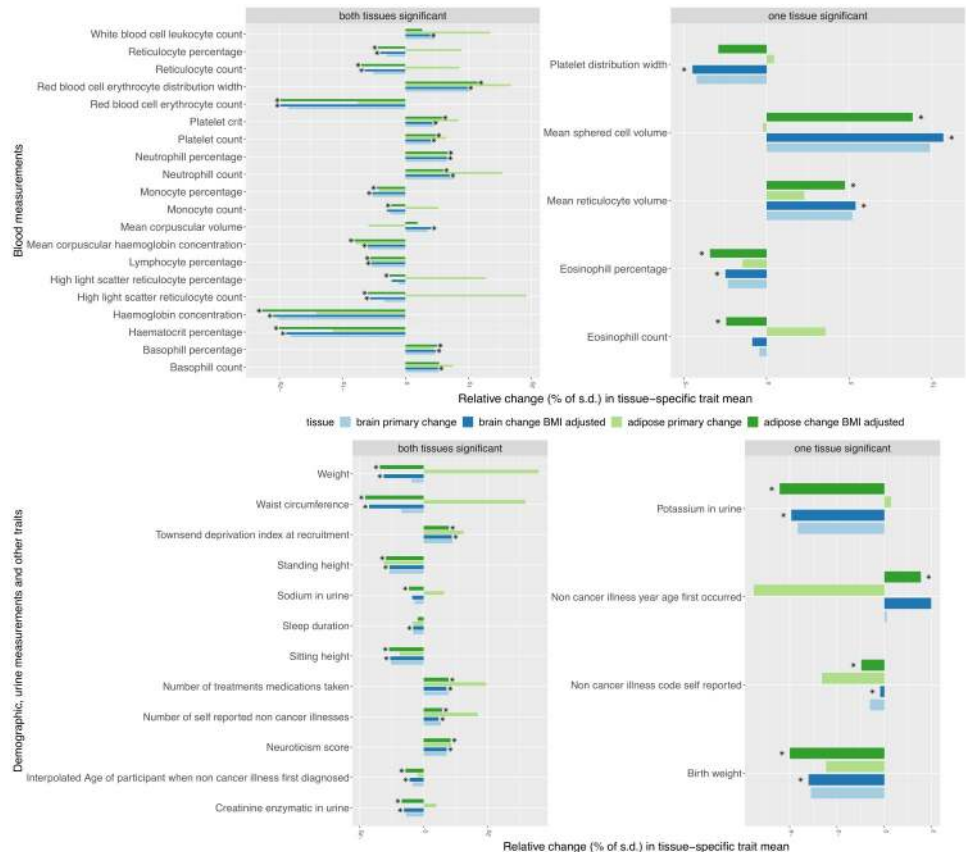 both tissues significant
one tissue significant
Blood measurements
White blood cell leukocyte count
Reticulocyte percentage
Reticulocyte count
Red blood cell erythrocyte distribution width
Red blood cell erythrocyte count
Platelet crit
Platelet count
Neutrophill percentage
Neutrophill count
Monocyte percentage
Monocyte count
Mean corpuscular volume
Mean corpuscular haemoglobin concentration
Lymphocyte percentage
High light scatter reticulocyte percentage
High light scatter reticulocyte count
Haemoglobin concentration
Haematocrit percentage
Basophill percentage
Basophill count
Platelet distribution width
Mean sphered cell volume
Mean reticulocyte volume
Eosinophill percentage
Eosinophill count
Relative change (% of s.d.) in tissue-specific trait mean
tissue brain primary change brain change BMI adjusted adipose primary change adipose change BMI adjusted
both tissues significant
one tissue significant
Demographic, urine measurements and other traits
Weight
Waist circumference
Townsend deprivation index at recruitment
Standing height
Sodium in urine
Sleep duration
Sitting height
Number of treatments medications taken
Number of self reported non cancer illnesses
Neuroticism score
Interpolated Age of participant when non cancer illness first diagnosed
Creatinine enzymatic in urine
Potassium in urine
Non cancer illness year age first occurred
Non cancer illness code self reported
Birth weight
Relative change (% of s.d.) in tissue-specific trait mean